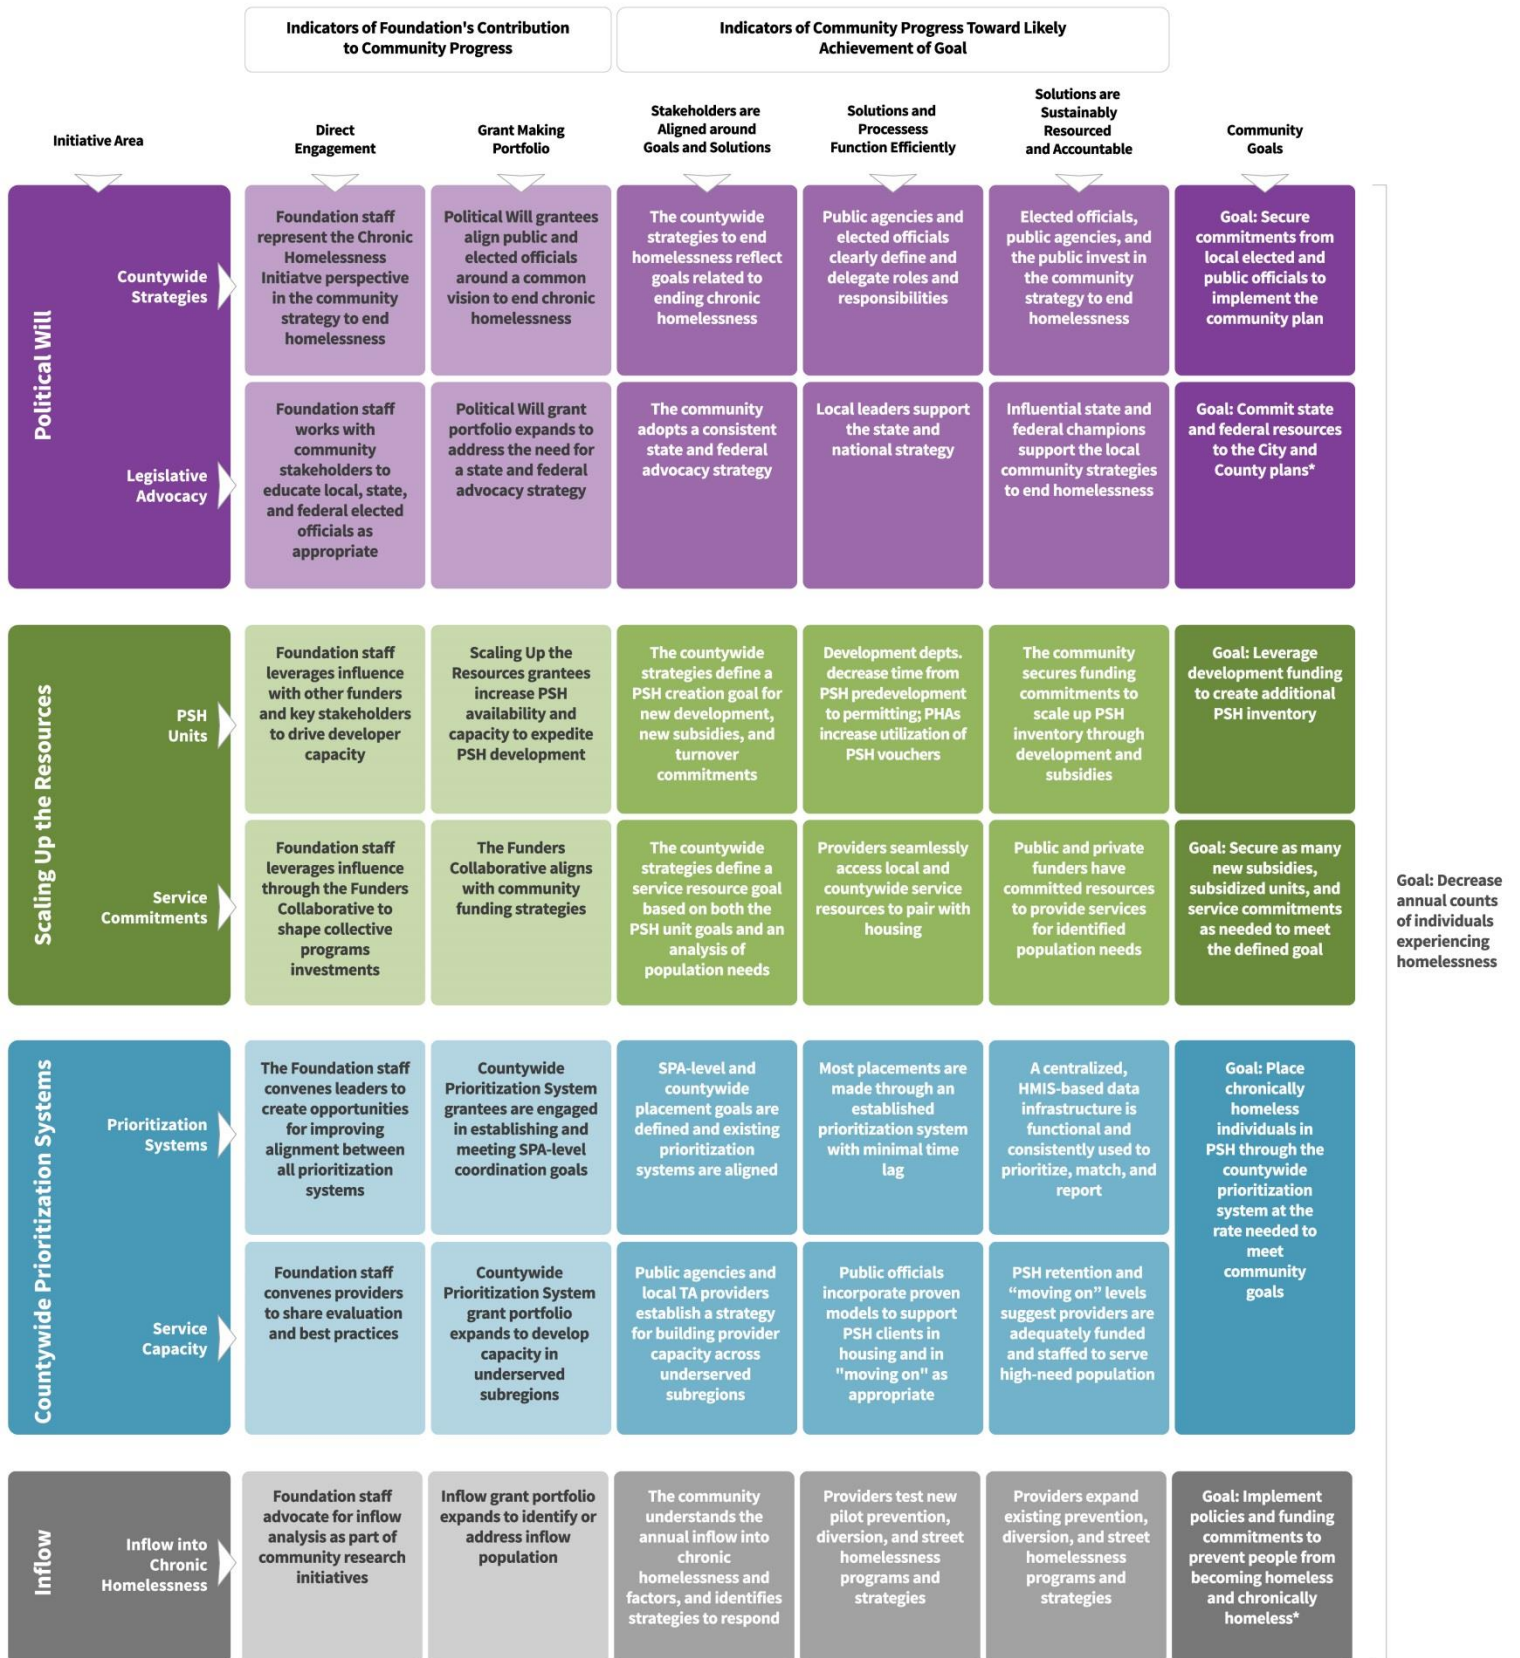 Indicators of Foundation's Contribution
to Community Progress
Indicators of Community Progress Toward Likely
Achievement of Goal
Initiative Area
Direct
Engagement
Grant Making
Portfolio
Stakeholders are
Aligned around
Goals and Solutions
Solutions and
Processess
Function Efficiently
Solutions are
Sustainably
Resourced
and Accountable
Community
Goals
Political Will
Countywide
Strategies
Foundation staff
represent the Chronic
Homelessness
Initiatve perspective
in the community
strategy to end
homelessness
Political Will grantees
align public and
elected officials
around a common
vision to end chronic
homelessness
The countywide
strategies to end
homelessness reflect
goals related to
ending chronic
homelessness
Public agencies and
elected officials
clearly define and
delegate roles and
responsibilities
Elected officials,
public agencies, and
the public invest in
the community
strategy to end
homelessness
Goal: Secure
commitments from
local elected and
public officials to
implement the
community plan
Legislative
Advocacy
Foundation staff
works with
community
stakeholders to
educate local, state,
and federal elected
officials as
appropriate
Political Will grant
portfolio expands to
address the need for
a state and federal
advocacy strategy
The community
adopts a consistent
state and federal
advocacy strategy
Local leaders support
the state and
national strategy
Influential state and
federal champions
support the local
community strategies
to end homelessness
Goal: Commit state
and federal resources
to the City and
County plans*
Scaling Up the Resources
PSH
Units
Foundation staff
leverages influence
with other funders
and key stakeholders
to drive developer
capacity
Scaling Up the
Resources grantees
increase PSH
availability and
capacity to expedite
PSH development
The countywide
strategies define a
PSH creation goal for
new development,
new subsidies, and
turnover
commitments
Development depts.
decrease time from
PSH predevelopment
to permitting; PHAs
increase utilization of
PSH vouchers
The community
secures funding
commitments to
scale up PSH
inventory through
development and
subsidies
Goal: Leverage
development funding
to create additional
PSH inventory
Service
Commitments
Foundation staff
leverages influence
through the Funders
Collaborative to
shape collective
programs
investments
The Funders
Collaborative aligns
with community
funding strategies
The countywide
strategies define a
service resource goal
based on both the
PSH unit goals and an
analysis of
population needs
Providers seamlessly
access local and
countywide service
resources to pair with
housing
Public and private
funders have
committed resources
to provide services
for identified
population needs
Goal: Secure as many
new subsidies,
subsidized units, and
service commitments
as needed to meet
the defined goal
Goal: Decrease
annual counts
of individuals
experiencing
homelessness
Countywide Prioritization Systems
Prioritization
Systems
The Foundation staff
convenes leaders to
create opportunities
for improving
alignment between
all prioritization
systems
Countywide
Prioritization System
grantees are engaged
in establishing and
meeting SPA-level
coordination goals
SPA-level and
countywide
placement goals are
defined and existing
prioritization
systems are aligned
Most placements are
made through an
established
prioritization system
with minimal time
lag
A centralized,
HMIS-based data
infrastructure is
functional and
consistently used to
prioritize, match, and
report
Goal: Place
chronically
homeless
individuals in
PSH through the
countywide
prioritization
system at the
rate needed to
meet
community
goals
Service
Capacity
Foundation staff
convenes providers
to share evaluation
and best practices
Countywide
Prioritization System
grant portfolio
expands to develop
capacity in
underserved
subregions
Public agencies and
local TA providers
establish a strategy
for building provider
capacity across
underserved
subregions
Public officials
incorporate proven
models to support
PSH clients in
housing and in
"moving on" as
appropriate
PSH retention and
“moving on” levels
suggest providers are
adequately funded
and staffed to serve
high-need population
Inflow
Inflow into
Chronic
Homelessness
Foundation staff
advocate for inflow
analysis as part of
community research
initiatives
Inflow grant portfolio
expands to identify or
address inflow
population
The community
understands the
annual inflow into
chronic
homelessness and
factors, and identifies
strategies to respond
Providers test new
pilot prevention,
diversion, and street
homelessness
programs and
strategies
Providers expand
existing prevention,
diversion, and street
homelessness
programs and
strategies
Goal: Implement
policies and funding
commitments to
prevent people from
becoming homeless
and chronically
homeless*